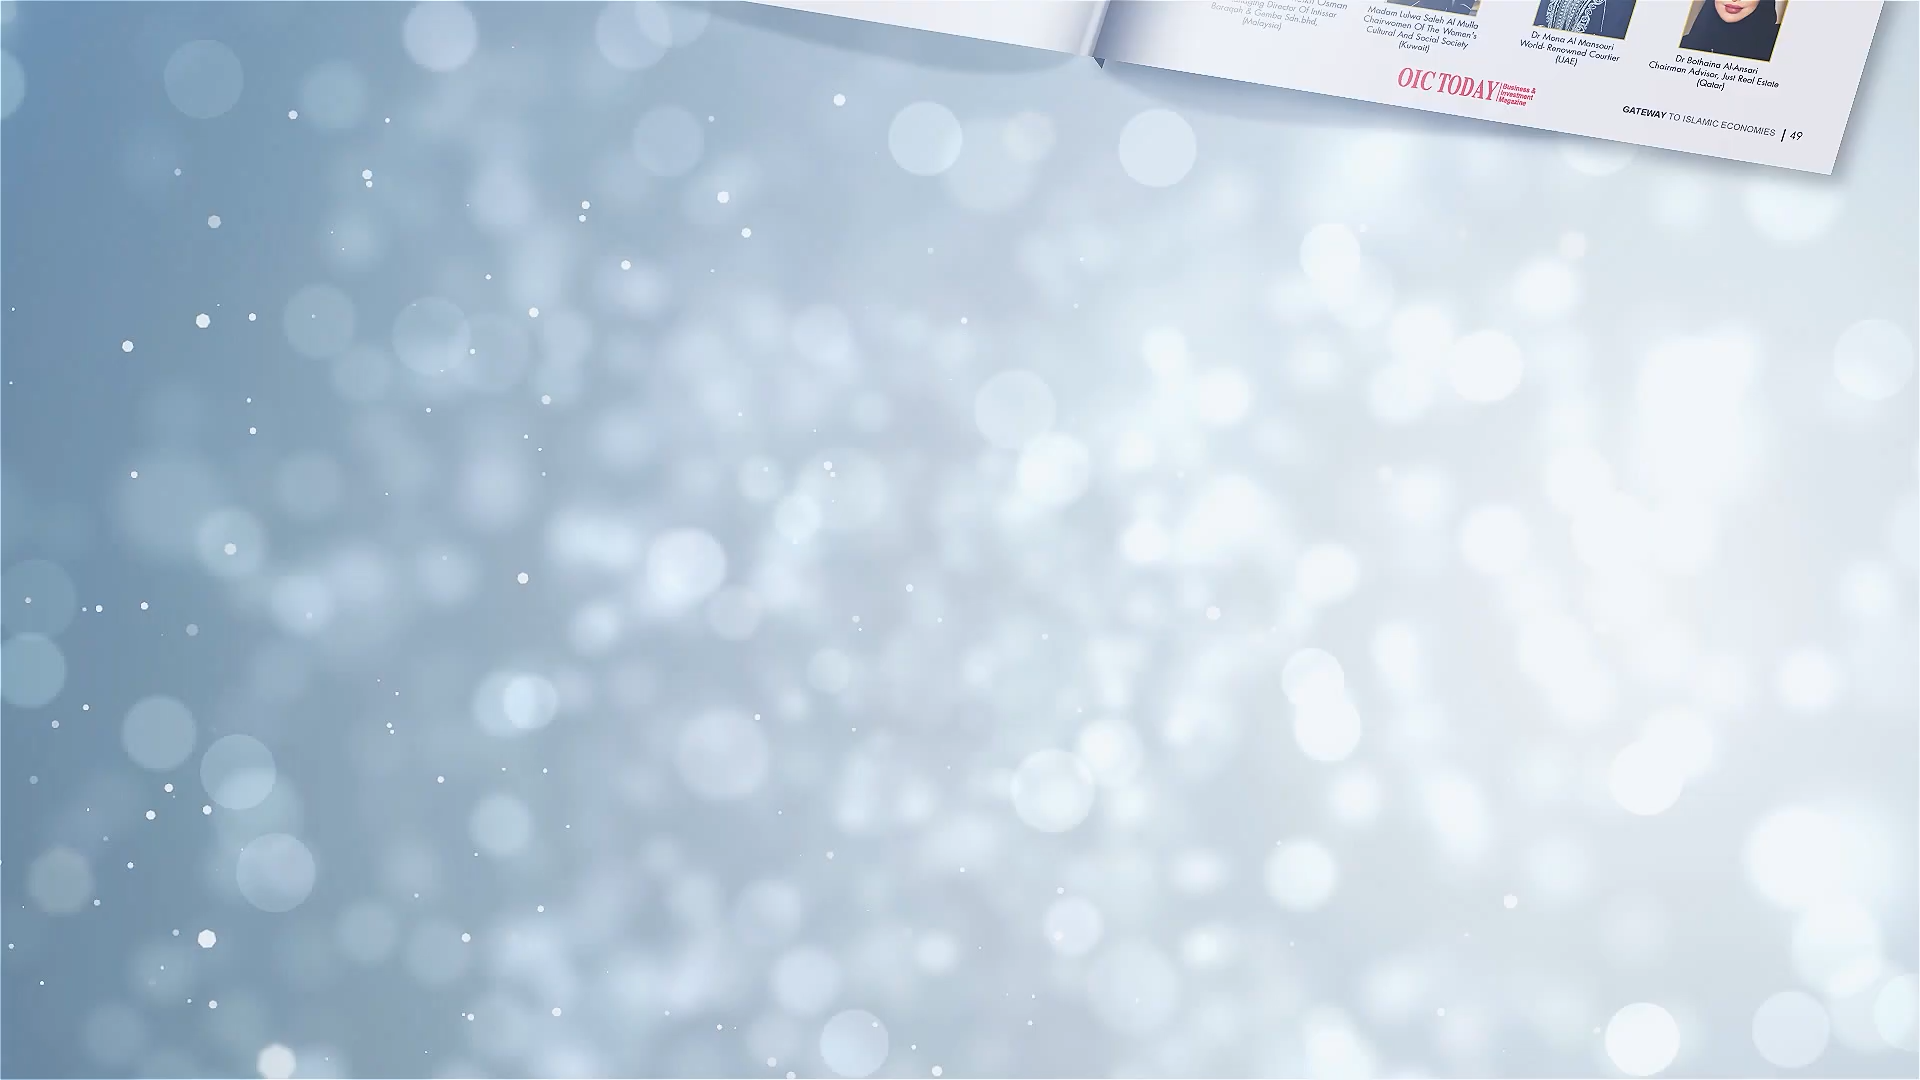 Osman
Managing Director Of Intissar
Baraqah & Gemba Sdn.bhd,
(Malaysia)
Madam Lulwa Saleh Al Mulla
Chairwomen Of The Women's
Cultural And Social Society
(Kuwait)
Dr Mona Al Mansouri
World- Renowned Courtier
(UAE)
Dr Bothaina Al-Ansari
Chairman Advisor, Just Real Estate
(Qatar)
OIC TODAY
Business &
Investment
Magazine
GATEWAY TO ISLAMIC ECONOMIES | 49